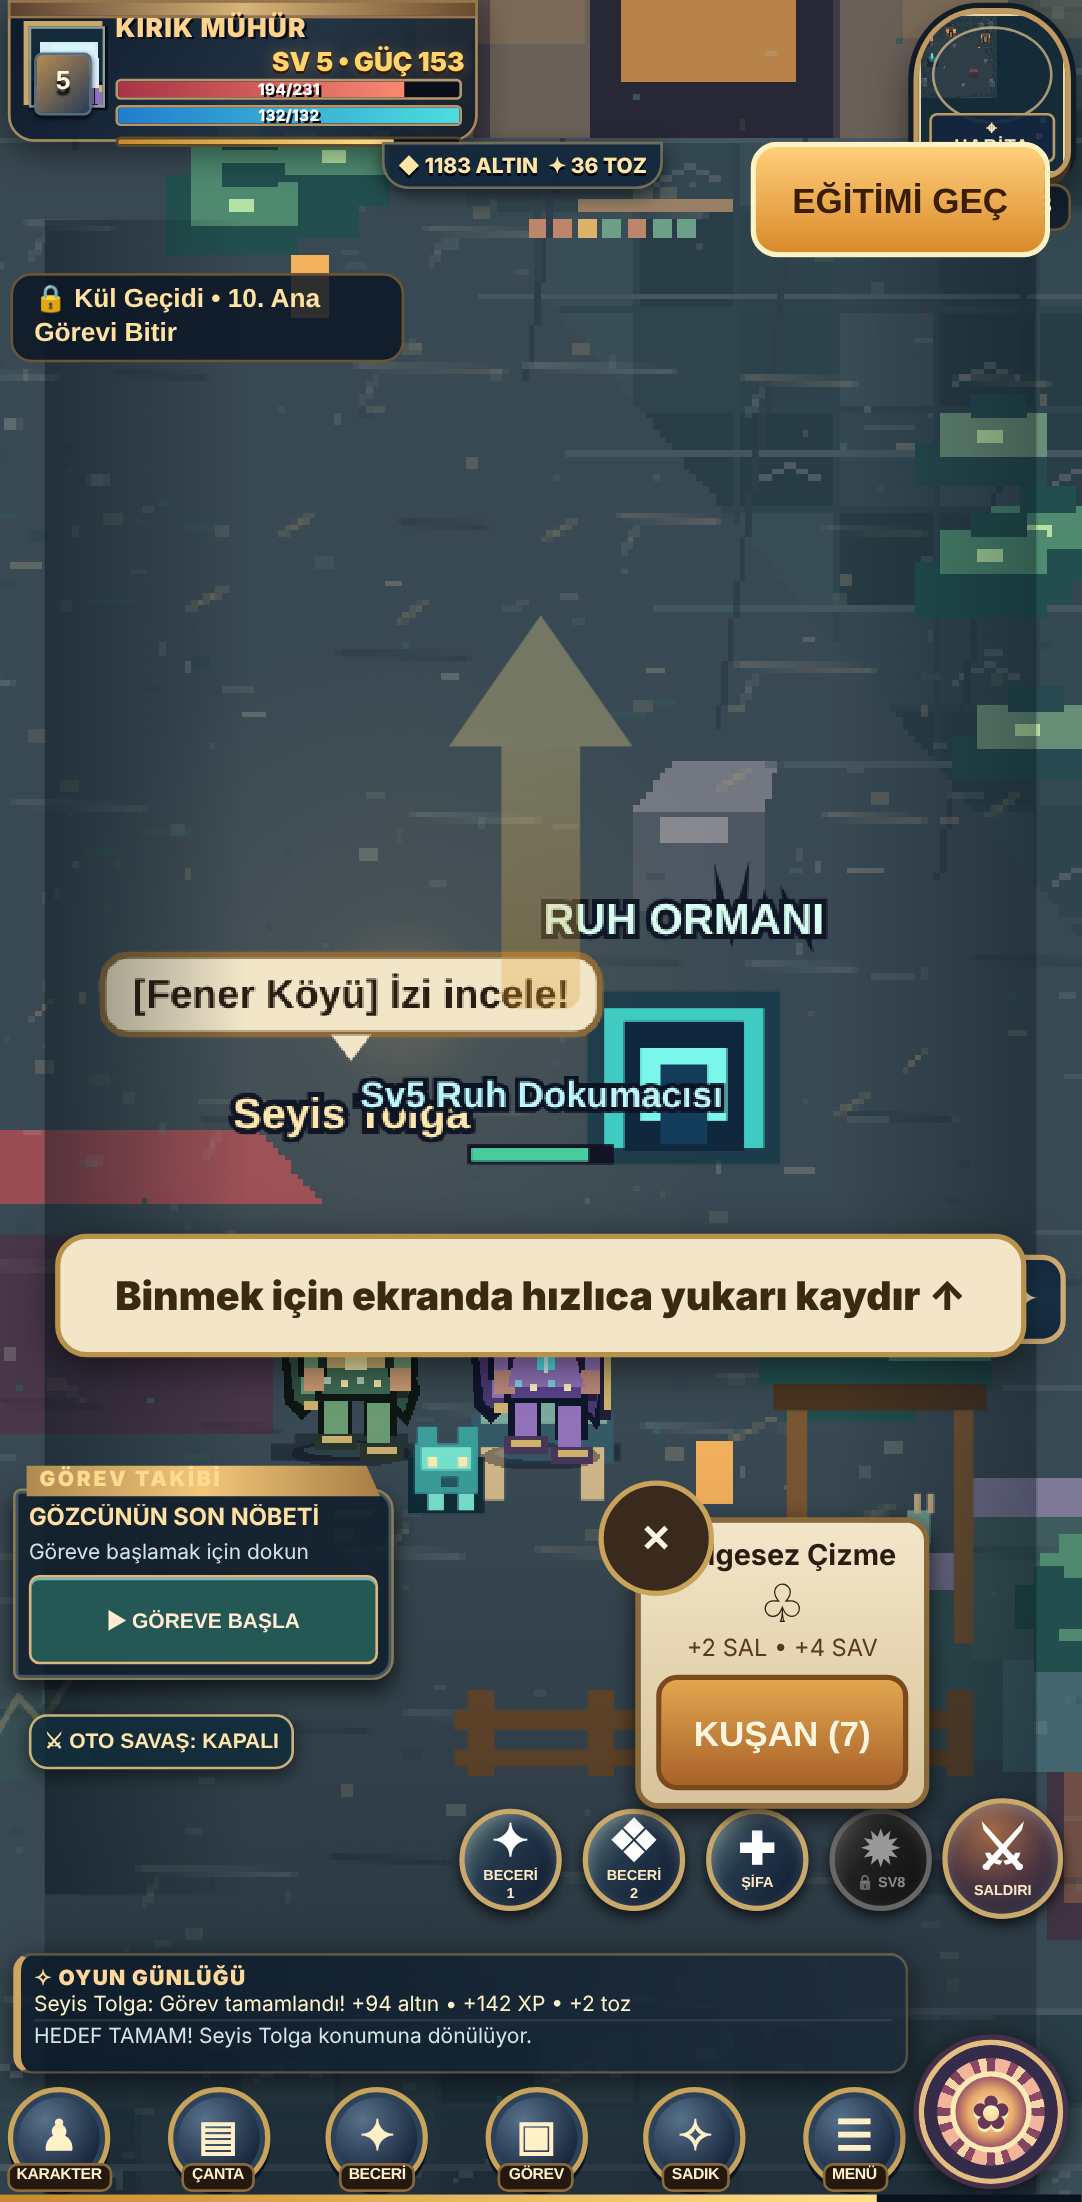 KIRIK MÜHÜR
SV 5 • GÜÇ 153
5
194/231
132/132
◆ 1183 ALTIN ✦ 36 TOZ
EĞİTİMİ GEÇ
🔒 Kül Geçidi • 10. Ana
Görevi Bitir
RUH ORMANI
[Fener Köyü] İzi incele!
Sv5 Ruh Dokumacısı
Seyis Tolga
Binmek için ekranda hızlıca yukarı kaydır ↑
GÖREV TAKİBİ
GÖZCÜNÜN SON NÖBETİ
Göreve başlamak için dokun
▶ GÖREVE BAŞLA
×
Çizme
+2 SAL • +4 SAV
KUŞAN (7)
⚔ OTO SAVAŞ: KAPALI
BECERİ
1
BECERİ
2
ŞİFA
🔒 SV8
SALDIRI
✧ OYUN GÜNLÜĞÜ
Seyis Tolga: Görev tamamlandı! +94 altın • +142 XP • +2 toz
HEDEF TAMAM! Seyis Tolga konumuna dönülüyor.
KARAKTER
ÇANTA
BECERİ
GÖREV
SADIK
MENÜ